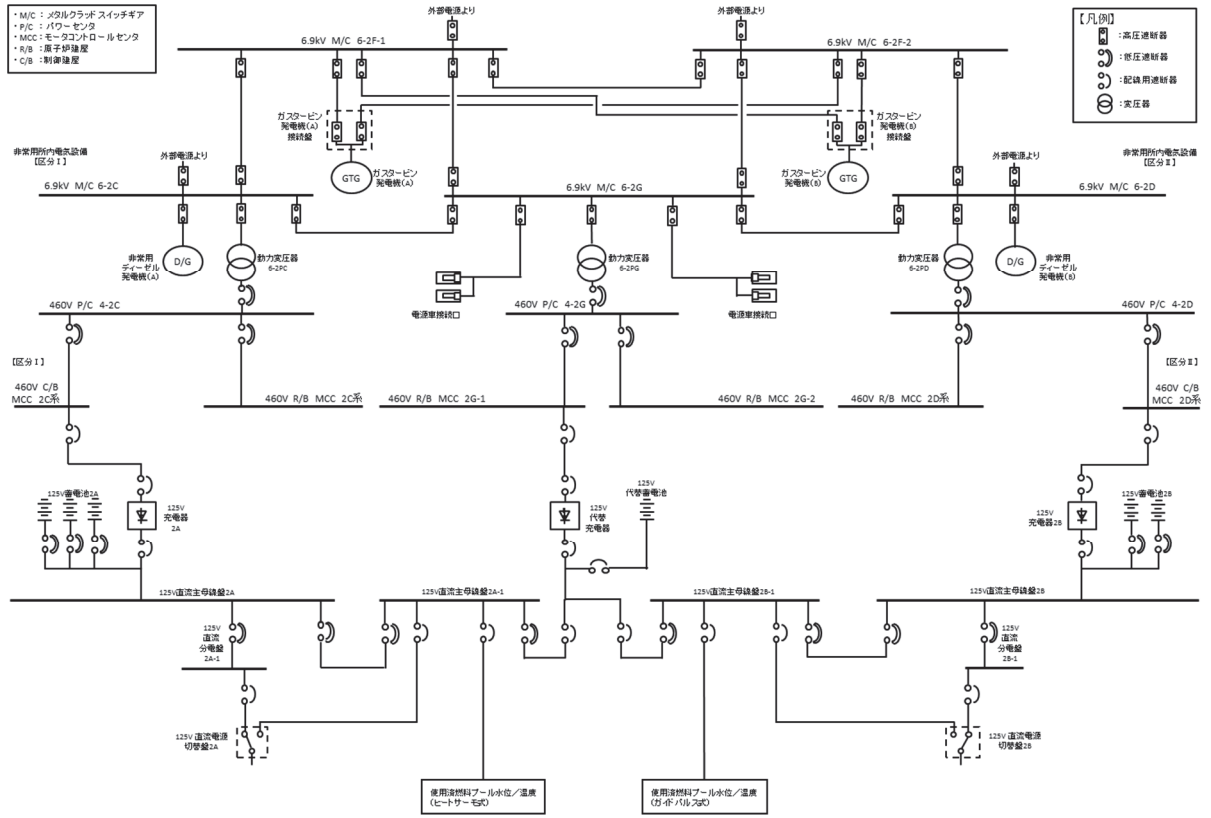 ・M/C ：メタルクラッドスイッチギア
・P/C ：パワーセンタ
・MCC：モータコントロールセンタ
・R/B ：原子炉建屋
・C/B ：制御建屋
外部電源より
外部電源より
【凡例】
：高圧遮断器
：低圧遮断器
：配線用遮断器
：変圧器
6.9kV M/C 6-2F-1
6.9kV M/C 6-2F-2
ガスタービン
発電機(A)
接続盤
ガスタービン
発電機(B)
接続盤
GTG
ガスタービン
発電機(A)
ガスタービン
発電機(B)
GTG
非常用所内電気設備
【区分Ⅰ】
外部電源より
外部電源より
非常用所内電気設備
【区分Ⅱ】
6.9kV M/C 6-2C
6.9kV M/C 6-2G
6.9kV M/C 6-2D
非常用
ディーゼル
発電機(A)
D/G
動力変圧器
6-2PC
動力変圧器
6-2PG
動力変圧器
6-2PD
D/G
非常用
ディーゼル
発電機(B)
電源車接続口
電源車接続口
460V P/C 4-2C
460V P/C 4-2G
460V P/C 4-2D
【区分Ⅰ】
【区分Ⅱ】
460V C/B
MCC 2C系
460V R/B MCC 2C系
460V R/B MCC 2G-1
460V R/B MCC 2G-2
460V R/B MCC 2D系
460V C/B
MCC 2D系
125V蓄電池2A
125V
充電器
2A
125V
代替
充電器
125V
代替蓄電池
125V
充電器2B
125V蓄電池2B
125V直流主母線盤2A
125V直流主母線盤2A-1
125V直流主母線盤2B-1
125V直流主母線盤2B
125V
直流
分電盤
2A-1
125V
直流
分電盤
2B-1
125V直流電源
切替盤2A
125V直流電源
切替盤2B
使用済燃料プール水位／温度
(ヒートサーモ式)
使用済燃料プール水位／温度
(ガイドパルス式)